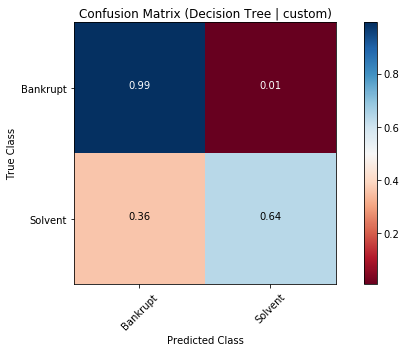 Confusion Matrix (Decision Tree | custom)
Bankrupt
0.99
0.01
Solvent
0.36
0.64
True Class
Bankrupt
Solvent
Predicted Class
0.8
0.6
0.4
0.2